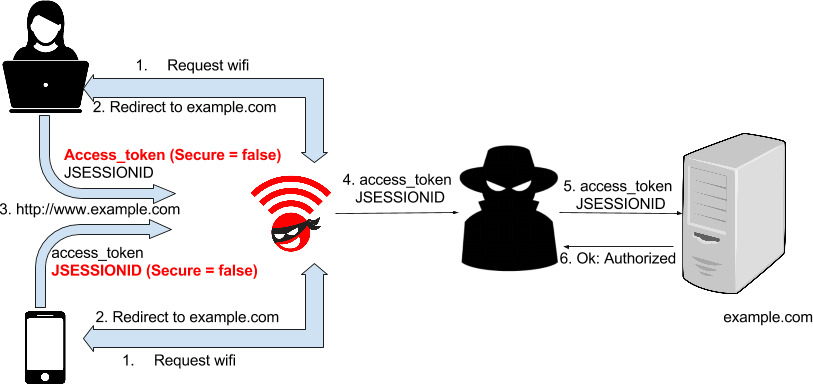 1. Request wifi
2. Redirect to example.com
Access_token (Secure = false)
JSESSIONID
3. http://www.example.com
access_token
JSESSIONID (Secure = false)
2. Redirect to example.com
1. Request wifi
4. access_token
JSESSIONID
5. access_token
JSESSIONID
6. Ok: Authorized
example.com